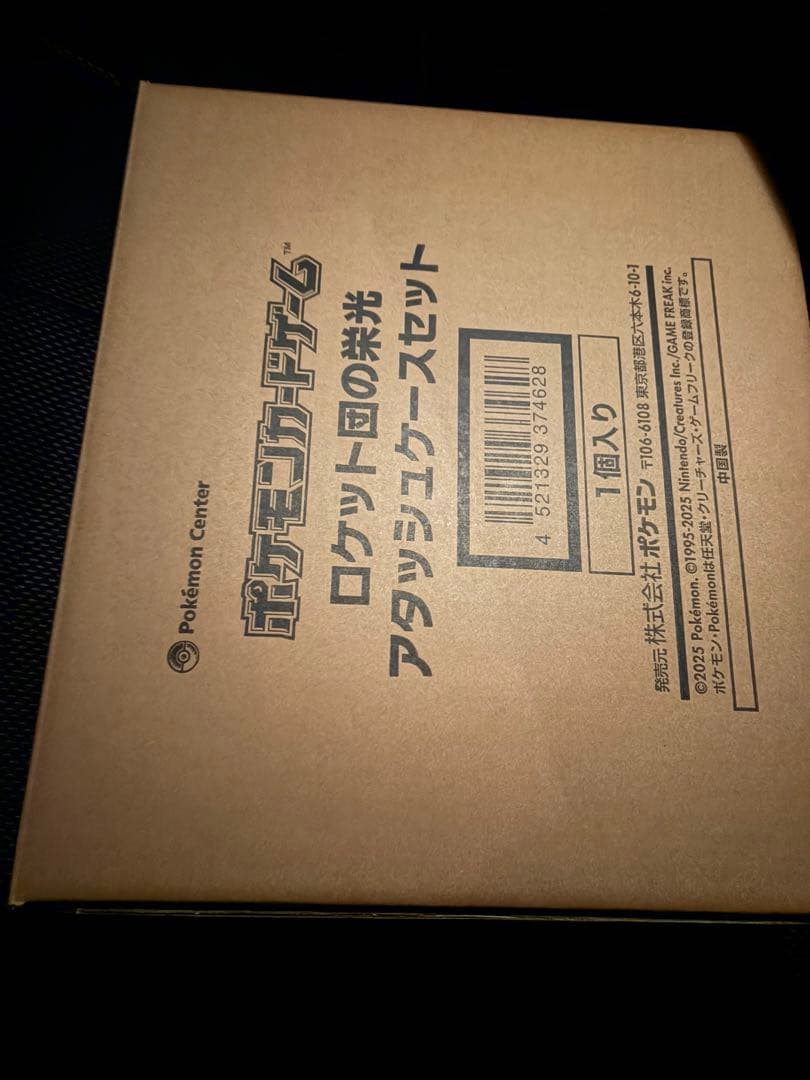 Pokémon Center
ポケモンカードゲーム™
ロケット団の栄光
アタッシュケースセット
4 521329 374628
1個入り
発売元 株式会社 ポケモン 〒106-6108 東京都港区六本木6-10-1
©2025 Pokémon. ©1995-2025 Nintendo/Creatures Inc./GAME FREAK inc.
ポケモン・Pokémonは任天堂・クリーチャーズ・ゲームフリークの登録商標です。
中国製